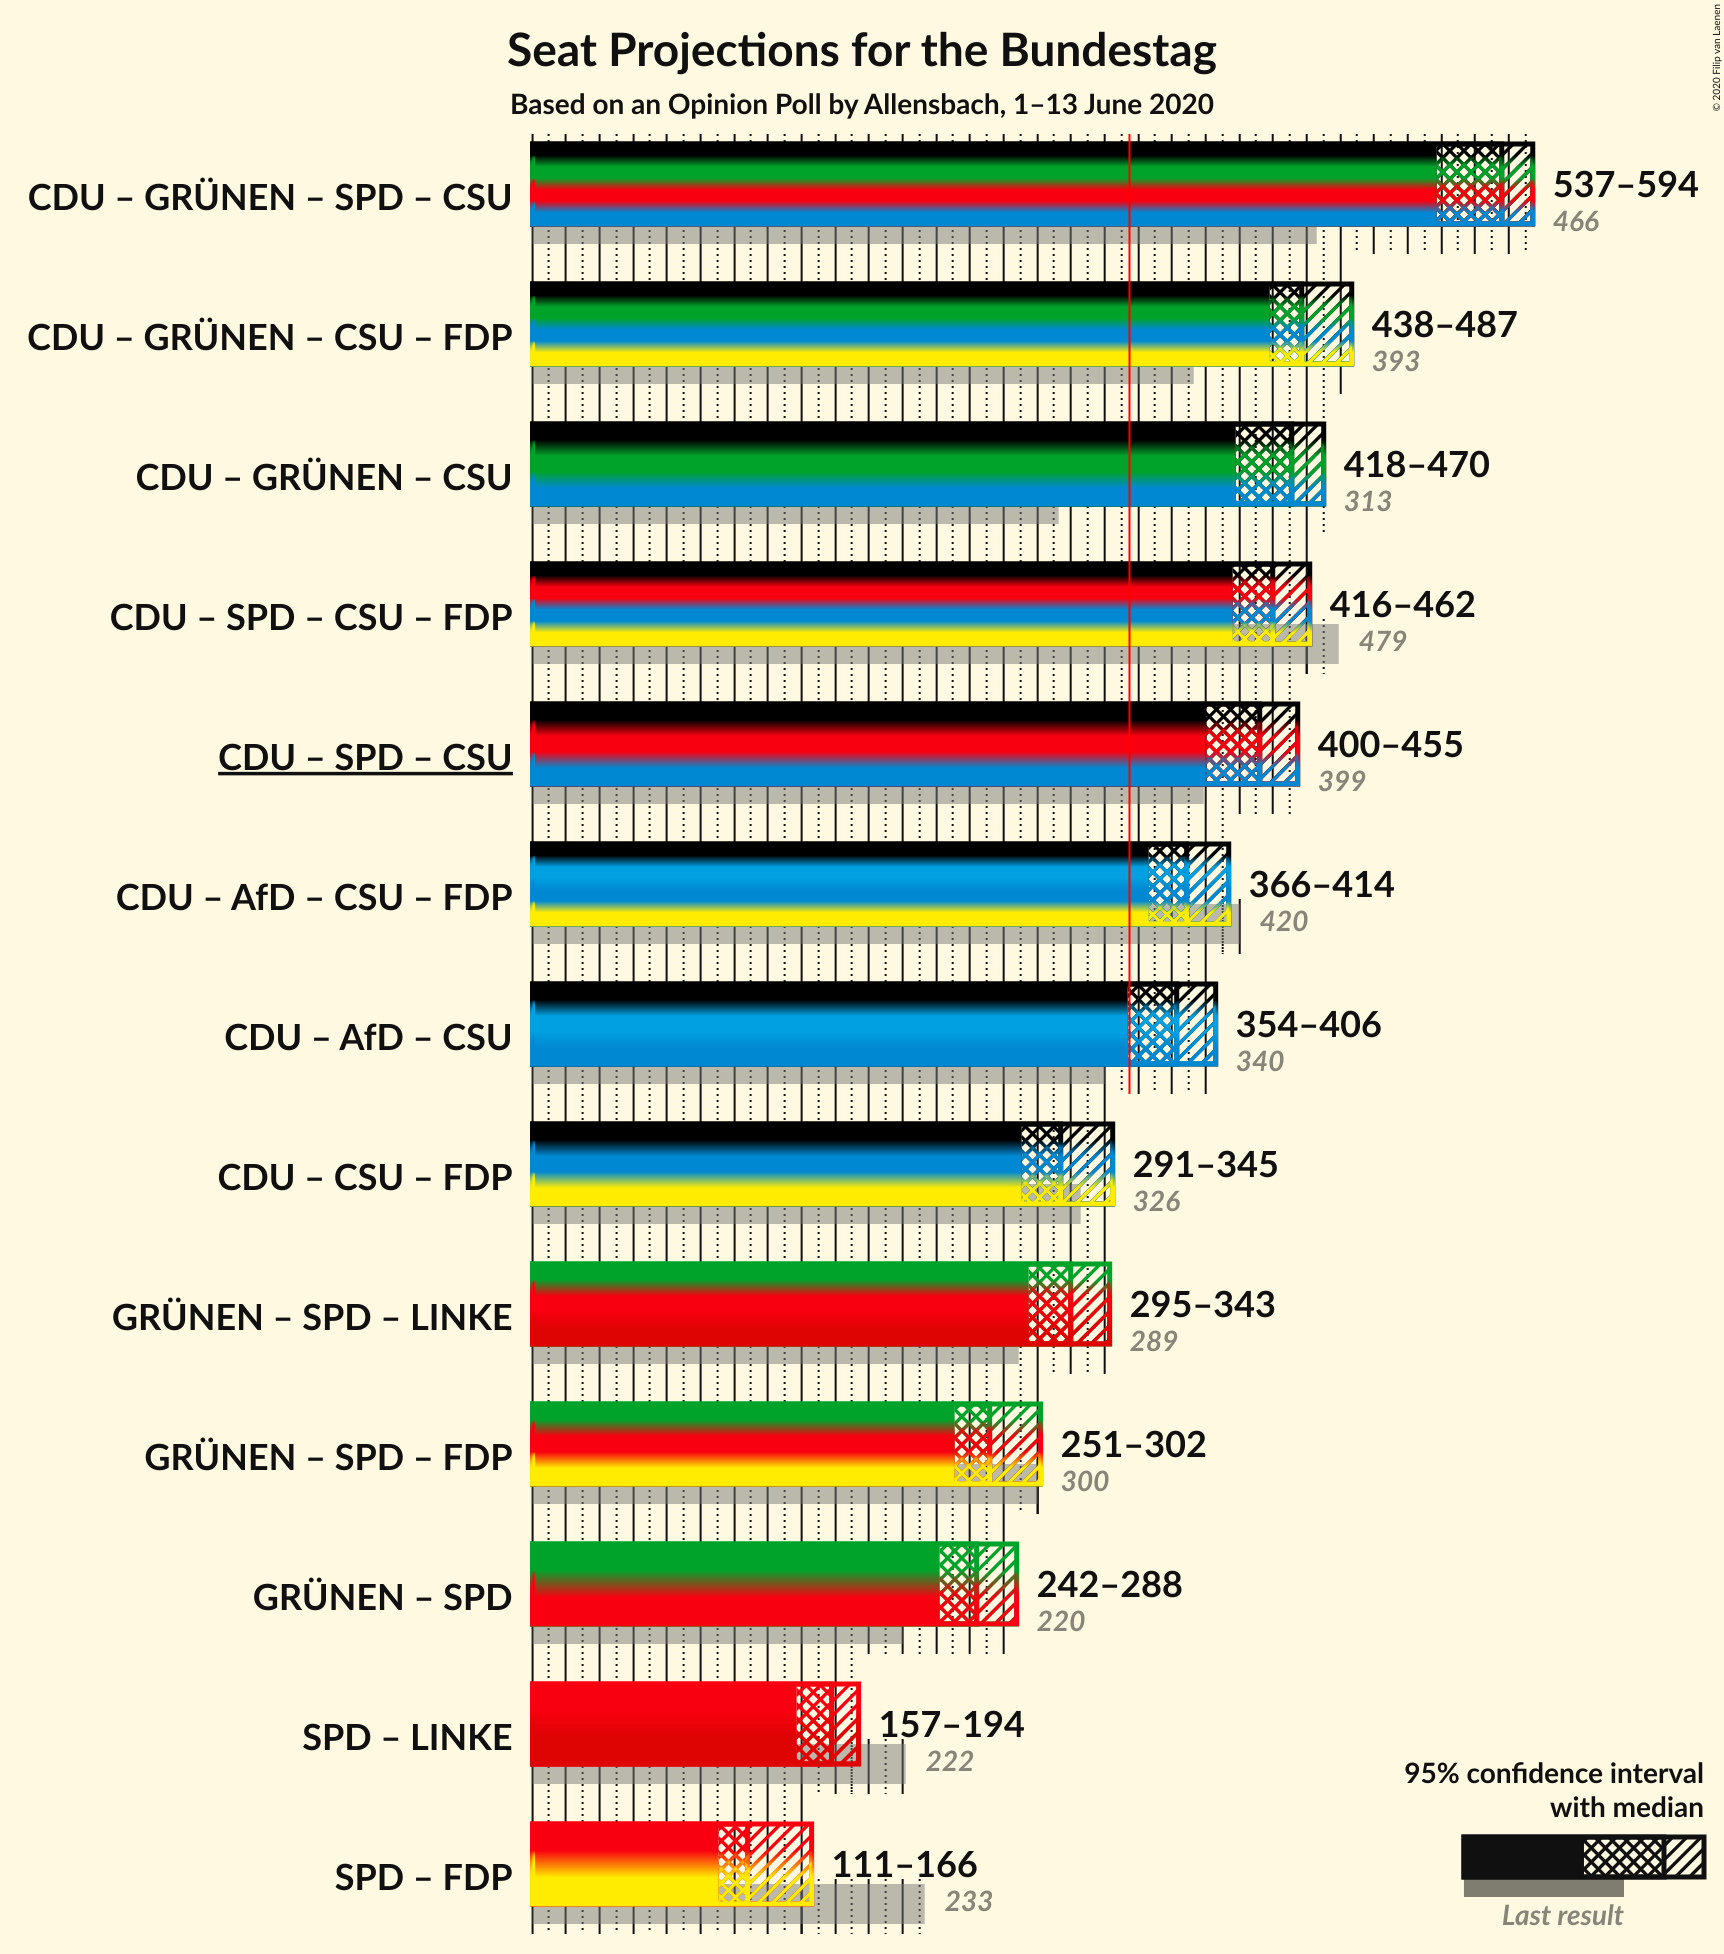 Seat Projections for the Bundestag
Based on an Opinion Poll by Allensbach, 1–13 June 2020
© 2020 Filip van Laenen
CDU – GRÜNEN – SPD – CSU
537–594
466
CDU – GRÜNEN – CSU – FDP
438–487
393
CDU – GRÜNEN – CSU
418–470
313
CDU – SPD – CSU – FDP
416–462
479
CDU – SPD – CSU
400–455
399
CDU – AfD – CSU – FDP
366–414
420
CDU – AfD – CSU
354–406
340
CDU – CSU – FDP
291–345
326
GRÜNEN – SPD – LINKE
295–343
289
GRÜNEN – SPD – FDP
251–302
300
GRÜNEN – SPD
242–288
220
SPD – LINKE
157–194
222
SPD – FDP
111–166
233
95% confidence interval
with median
Last result